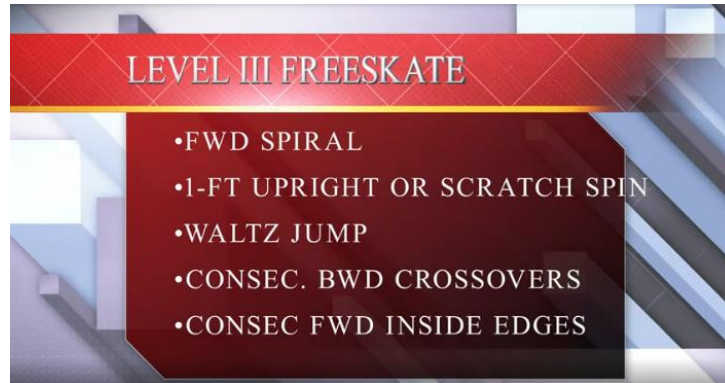 LEVEL III FREESKATE
•FWD SPIRAL
•1-FT UPRIGHT OR SCRATCH SPIN
•WALTZ JUMP
•CONSEC. BWD CROSSOVERS
•CONSEC FWD INSIDE EDGES